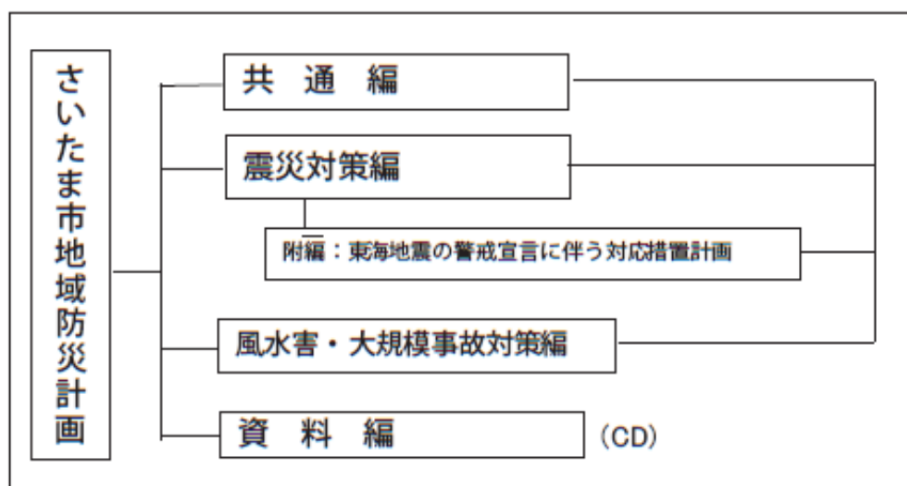 さいたま市地域防災計画
共 通 編
震災対策編
附編：東海地震の警戒宣言に伴う対応措置計画
風水害・大規模事故対策編
資 料 編
（CD）